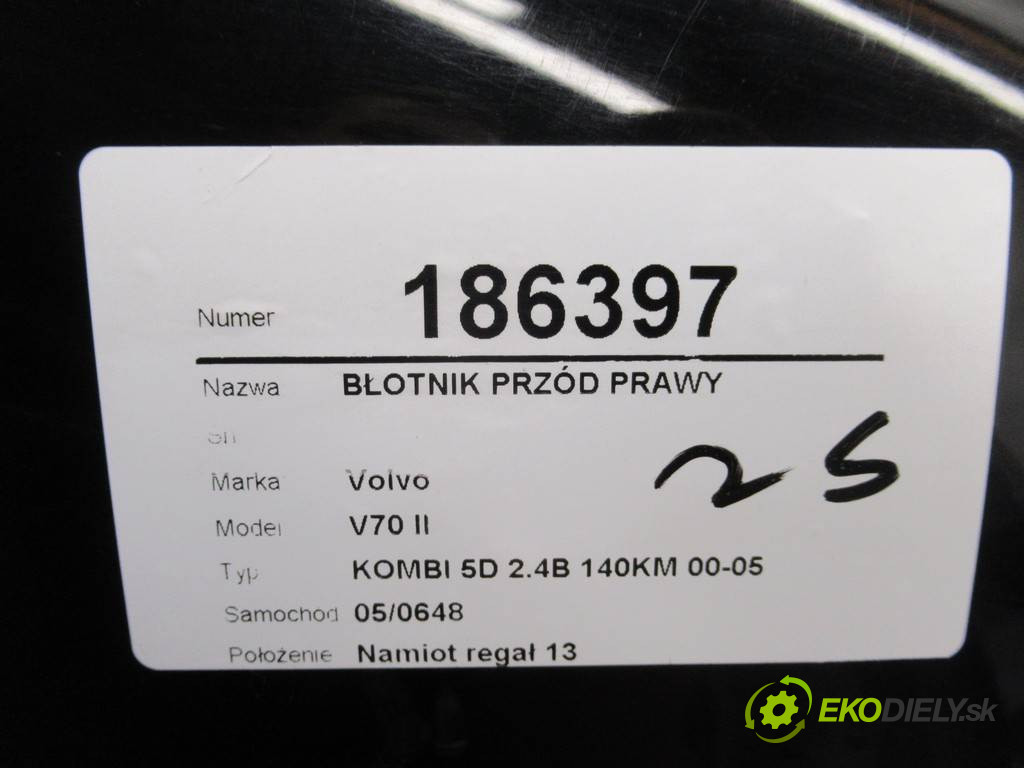 Numer 186397
Nazwa BŁOTNIK PRZÓD PRAWY
Marka Volvo
25
Model V70 II
Typ KOMBI 5D 2.4B 140KM 00-05
Samochod 05/0648
Położenie Namiot regał 13
EKODIELY.sk